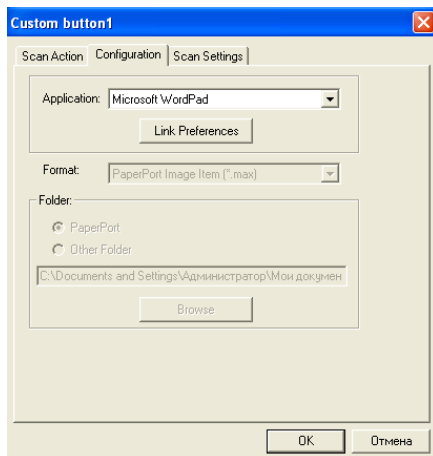 Custom button1
Scan Action Configuration Scan Settings
Application: Microsoft WordPad
Link Preferences
Format: PaperPort Image Item (*.max)
Folder:
PaperPort
Other Folder
C:\Documents and Settings\Администратор\Мои докумен
Browse
OK Отмена